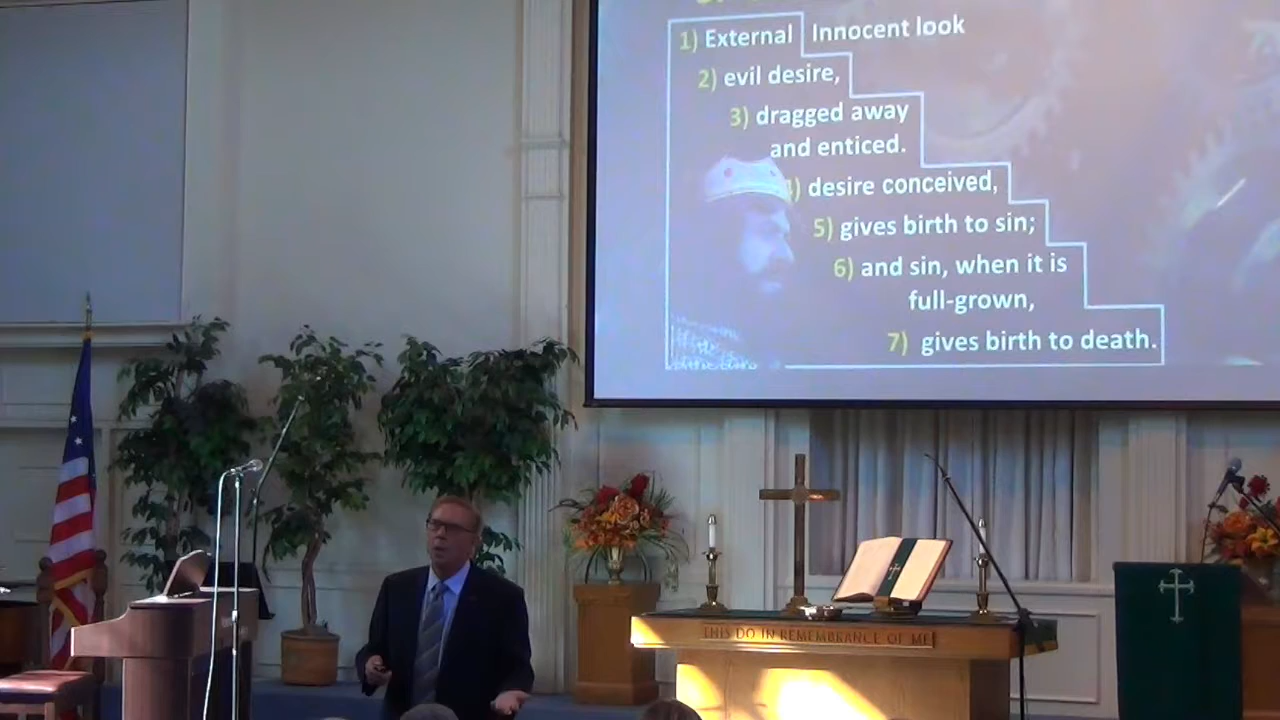 1) External Innocent look
2) evil desire,
3) dragged away
and enticed.
4) desire conceived,
5) gives birth to sin;
6) and sin, when it is
full-grown,
7) gives birth to death.
THIS DO IN REMEMBRANCE OF ME